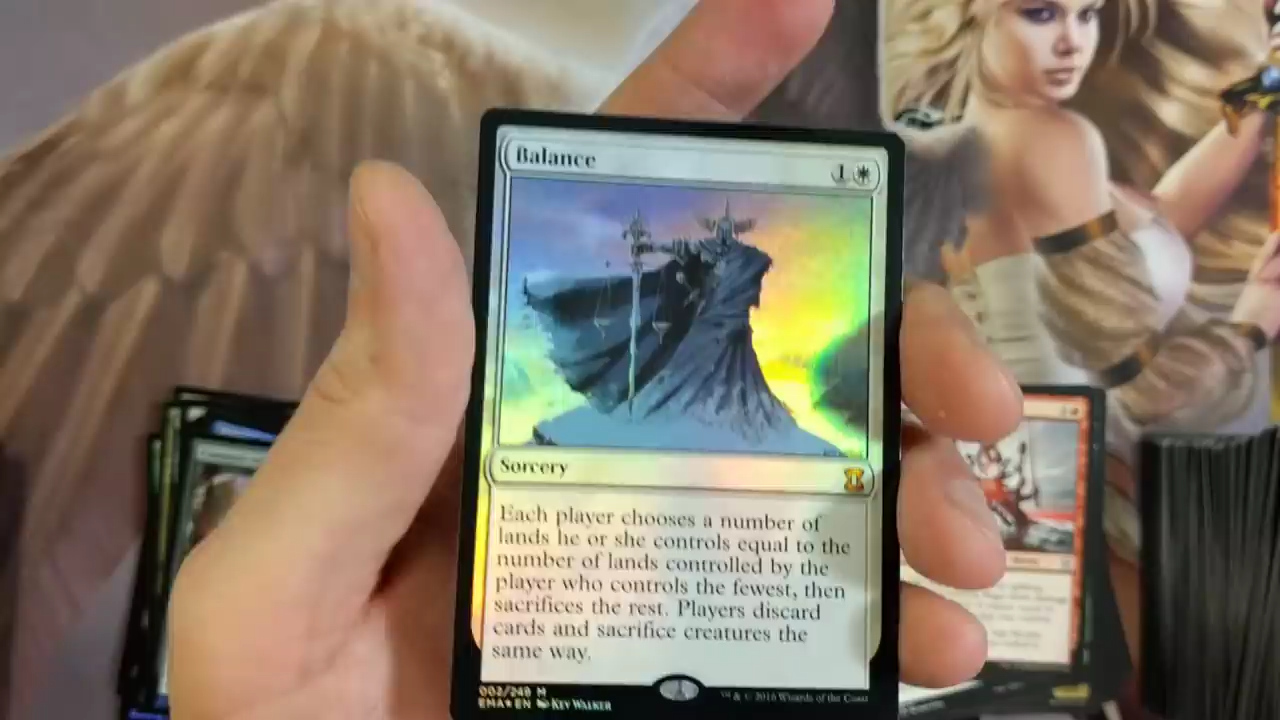 Balance 1
Sorcery
Each player chooses a number of
lands he or she controls equal to the
number of lands controlled by the
player who controls the fewest, then
sacrifices the rest. Players discard
cards and sacrifice creatures the
same way.
002/249 M
EMA★EN Kev Walker
™ & © 2016 Wizards of the Coast